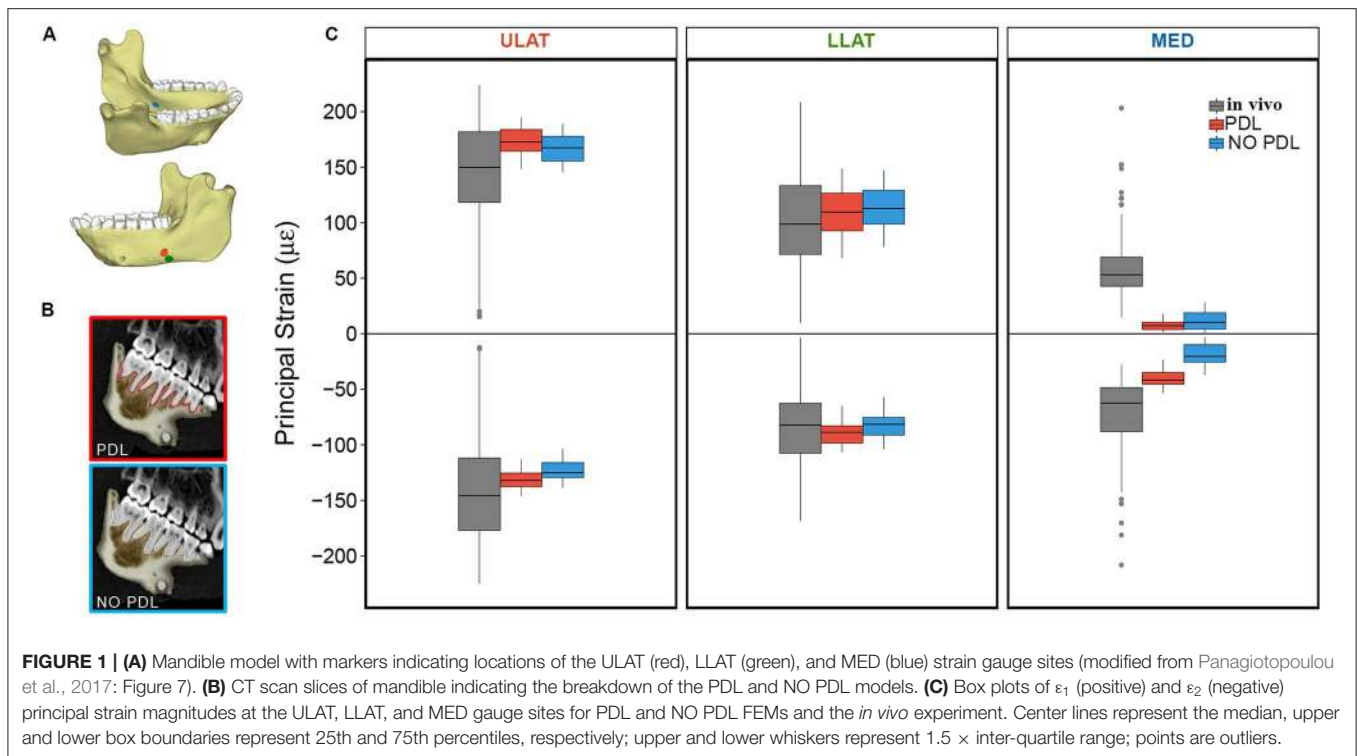 A
C
ULAT
LLAT
MED
in vivo
PDL
NO PDL
200
150
100
50
0
−50
−100
−150
−200
Principal Strain (με)
B
PDL
NO PDL
FIGURE 1 | (A) Mandible model with markers indicating locations of the ULAT (red), LLAT (green), and MED (blue) strain gauge sites (modified from Panagiotopoulou
et al., 2017: Figure 7). (B) CT scan slices of mandible indicating the breakdown of the PDL and NO PDL models. (C) Box plots of ε₁ (positive) and ε₂ (negative)
principal strain magnitudes at the ULAT, LLAT, and MED gauge sites for PDL and NO PDL FEMs and the in vivo experiment. Center lines represent the median, upper
and lower box boundaries represent 25th and 75th percentiles, respectively; upper and lower whiskers represent 1.5 × inter-quartile range; points are outliers.